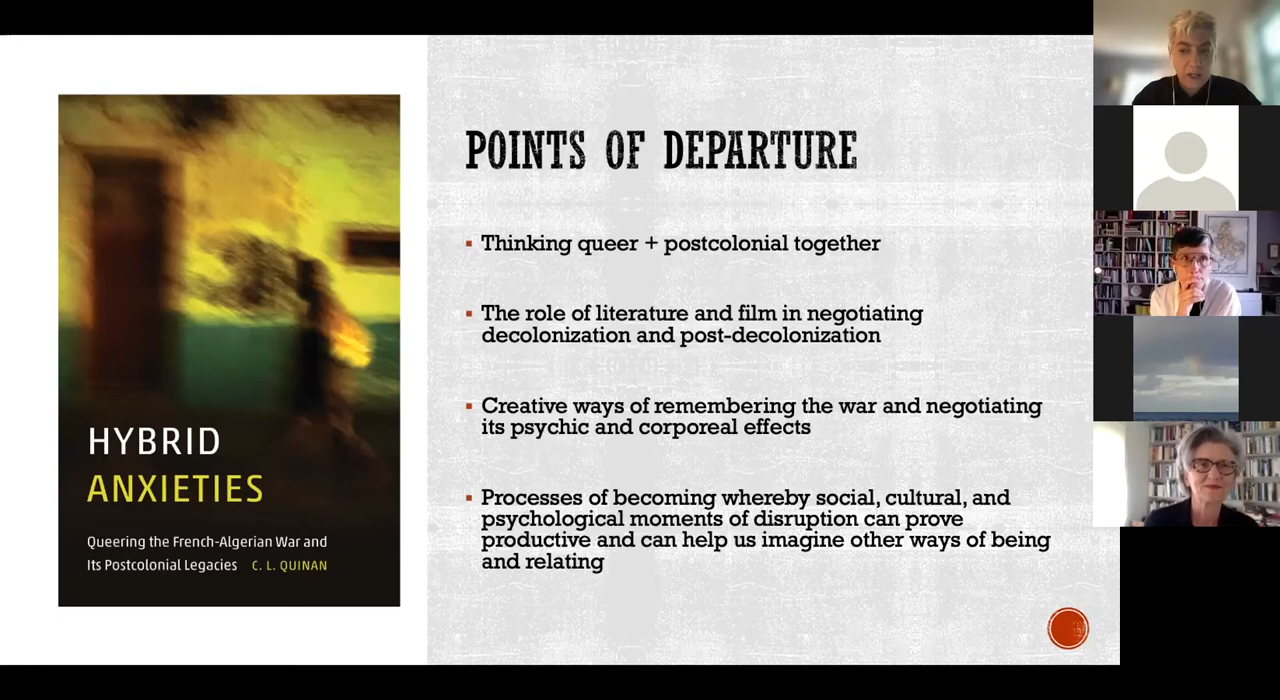 HYBRID
ANXIETIES
Queering the French-Algerian War and
Its Postcolonial Legacies C. L. QUINAN
POINTS OF DEPARTURE
▪ Thinking queer + postcolonial together
▪ The role of literature and film in negotiating
decolonization and post-decolonization
▪ Creative ways of remembering the war and negotiating
its psychic and corporeal effects
▪ Processes of becoming whereby social, cultural, and
psychological moments of disruption can prove
productive and can help us imagine other ways of being
and relating